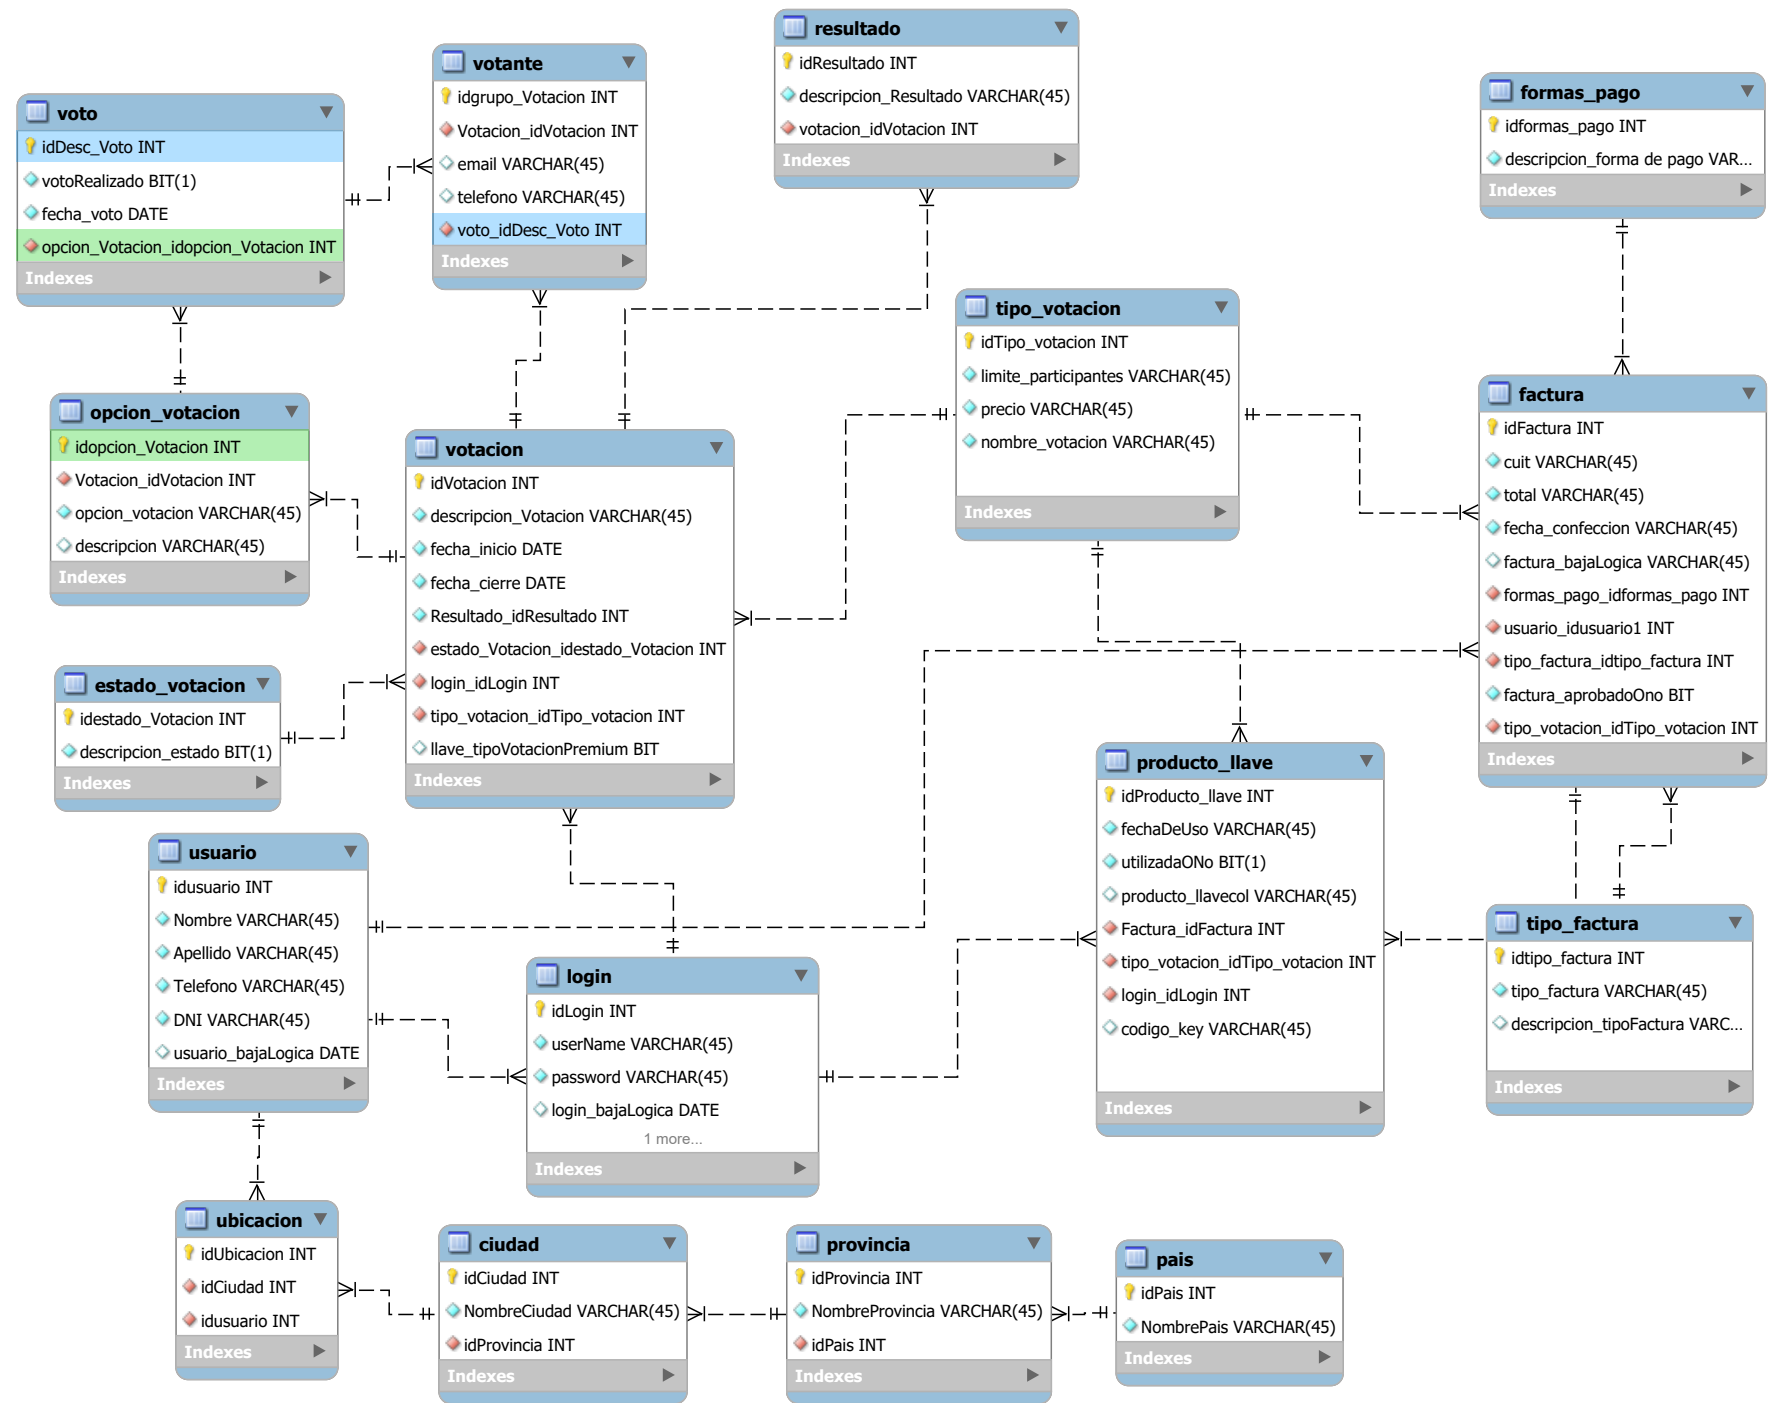 resultado
idResultado INT
descripcion_Resultado VARCHAR(45)
votacion_idVotacion INT
Indexes
votante
idgrupo_Votacion INT
Votacion_idVotacion INT
email VARCHAR(45)
telefono VARCHAR(45)
voto_idDesc_Voto INT
Indexes
voto
idDesc_Voto INT
votoRealizado BIT(1)
fecha_voto DATE
opcion_Votacion_idopcion_Votacion INT
Indexes
formas_pago
idformas_pago INT
descripcion_forma de pago VAR...
Indexes
tipo_votacion
idTipo_votacion INT
limite_participantes VARCHAR(45)
precio VARCHAR(45)
nombre_votacion VARCHAR(45)
Indexes
factura
idFactura INT
cuit VARCHAR(45)
total VARCHAR(45)
fecha_confeccion VARCHAR(45)
factura_bajaLogica VARCHAR(45)
formas_pago_idformas_pago INT
usuario_idusuario1 INT
tipo_factura_idtipo_factura INT
factura_aprobadoOno BIT
tipo_votacion_idTipo_votacion INT
Indexes
opcion_votacion
idopcion_Votacion INT
Votacion_idVotacion INT
opcion_votacion VARCHAR(45)
descripcion VARCHAR(45)
Indexes
votacion
idVotacion INT
descripcion_Votacion VARCHAR(45)
fecha_inicio DATE
fecha_cierre DATE
Resultado_idResultado INT
estado_Votacion_idestado_Votacion INT
login_idLogin INT
tipo_votacion_idTipo_votacion INT
llave_tipoVotacionPremium BIT
Indexes
estado_votacion
idestado_Votacion INT
descripcion_estado BIT(1)
Indexes
producto_llave
idProducto_llave INT
fechaDeUso VARCHAR(45)
utilizadaONo BIT(1)
producto_llavecol VARCHAR(45)
Factura_idFactura INT
tipo_votacion_idTipo_votacion INT
login_idLogin INT
codigo_key VARCHAR(45)
Indexes
usuario
idusuario INT
Nombre VARCHAR(45)
Apellido VARCHAR(45)
Telefono VARCHAR(45)
DNI VARCHAR(45)
usuario_bajaLogica DATE
Indexes
tipo_factura
idtipo_factura INT
tipo_factura VARCHAR(45)
descripcion_tipoFactura VARC...
Indexes
login
idLogin INT
userName VARCHAR(45)
password VARCHAR(45)
login_bajaLogica DATE
1 more...
Indexes
ubicacion
idUbicacion INT
idCiudad INT
idusuario INT
Indexes
ciudad
idCiudad INT
NombreCiudad VARCHAR(45)
idProvincia INT
Indexes
provincia
idProvincia INT
NombreProvincia VARCHAR(45)
idPais INT
Indexes
pais
idPais INT
NombrePais VARCHAR(45)
Indexes